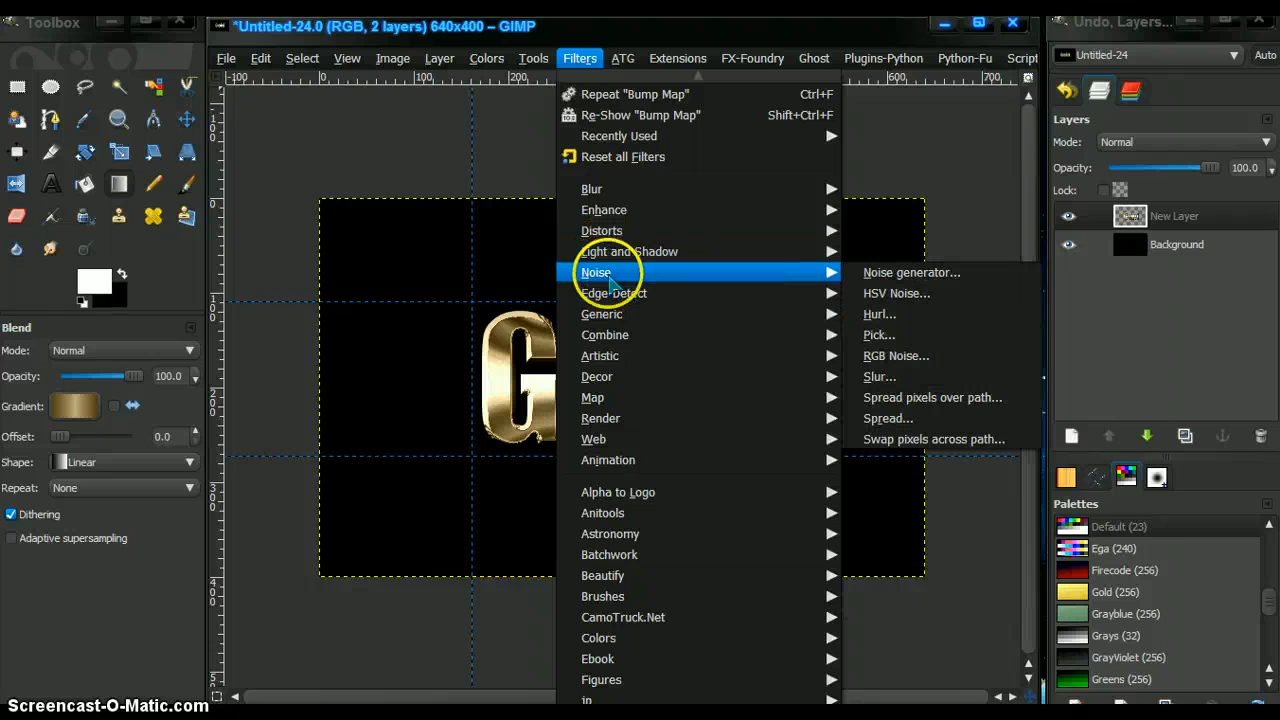 Toolbox
*Untitled-24.0 (RGB, 2 layers) 640x400 – GIMP
Undo, Layers...
File Edit Select View Image Layer Colors Tools Filters ATG Extensions FX-Foundry Ghost Plugins-Python Python-Fu Script
Untitled-24 Auto
-100 0 100 200 600 700
Repeat "Bump Map" Ctrl+F
Re-Show "Bump Map" Shift+Ctrl+F
Recently Used
Reset all Filters
Blur
Enhance
Distorts
Light and Shadow
Noise
Edge-Detect
Generic
Combine
Artistic
Decor
Map
Render
Web
Animation
Alpha to Logo
Anitools
Astronomy
Batchwork
Beautify
Brushes
CamoTruck.Net
Colors
Ebook
Figures
Noise generator...
HSV Noise...
Hurl...
Pick...
RGB Noise...
Slur...
Spread pixels over path...
Spread...
Swap pixels across path...
G
Blend
Mode: Normal
Opacity: 100.0
Gradient:
Offset: 0.0
Shape: Linear
Repeat: None
Dithering
Adaptive supersampling
Layers
Mode: Normal
Opacity: 100.0
Lock:
New Layer
Background
Palettes
Default (23)
Ega (240)
Firecode (256)
Gold (256)
Grayblue (256)
Grays (32)
GrayViolet (256)
Greens (256)
Screencast-O-Matic.com